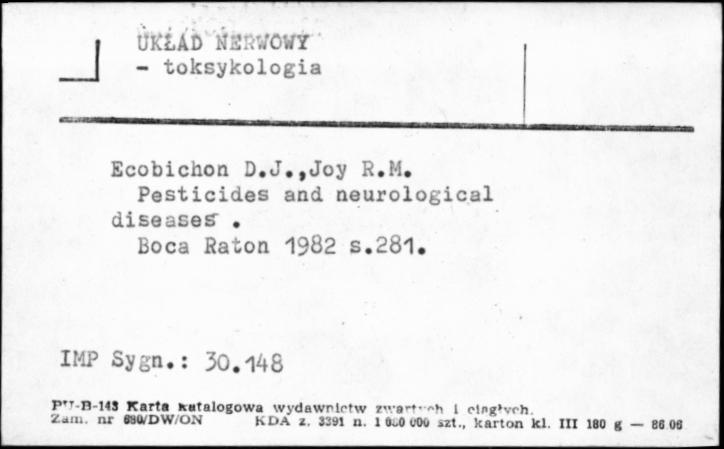 UKŁAD NERWOWY
- toksykologia
Ecobichon D.J.,Joy R.M.
Pesticides and neurological
diseases .
Boca Raton 1982 s.281.
IMP Sygn.: 30.148
PU-B-143 Karta katalogowa wydawnictw zwartych i ciągłych.
Zam. nr 680/DW/ON KDA z. 3391 n. 1 000 000 szt., karton kl. III 180 g — 86 06